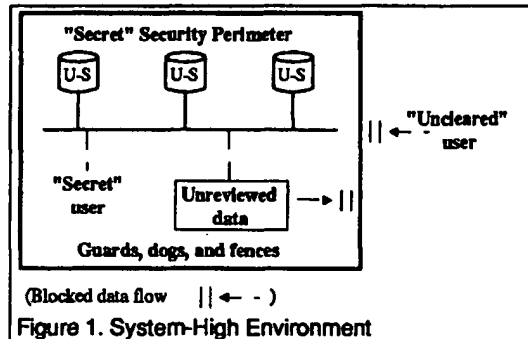 "Secret" Security Perimeter
U-S U-S U-S
"Uncleared"
user
"Secret"
user
Unreviewed
data
Guards, dogs, and fences
(Blocked data flow || ← - )
Figure 1. System-High Environment